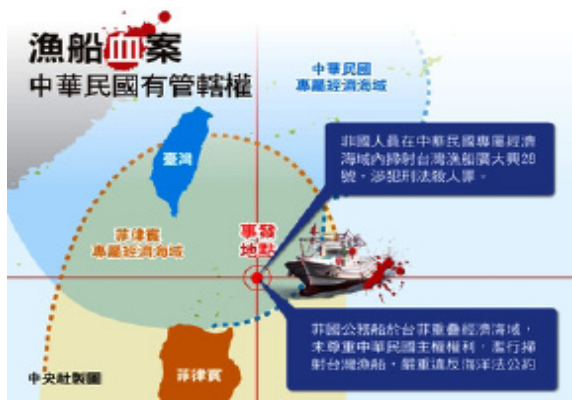 漁船血案
中華民國有管轄權
中華民國
專屬經濟海域
臺灣
菲國人員在中華民國專屬經濟
海域內掃射台灣漁船廣大興28
號，涉犯刑法殺人罪。
菲律賓
專屬經濟海域
事發
地點
菲國公務船於台菲重疊經濟海域，
未尊重中華民國主權權利，濫行掃
射台灣漁船，嚴重違反海洋法公約
菲律賓
中央社製圖